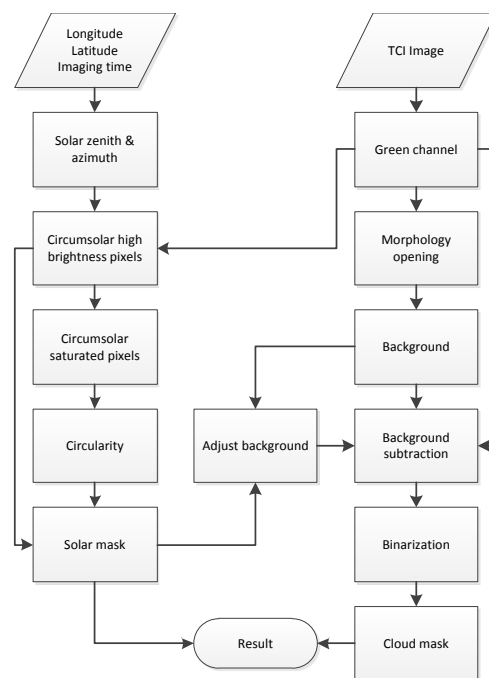 Longitude
Latitude
Imaging time
TCI Image
Solar zenith &
azimuth
Green channel
Circumsolar high
brightness pixels
Morphology
opening
Circumsolar
saturated pixels
Background
Circularity
Adjust background
Background
subtraction
Solar mask
Binarization
Result
Cloud mask